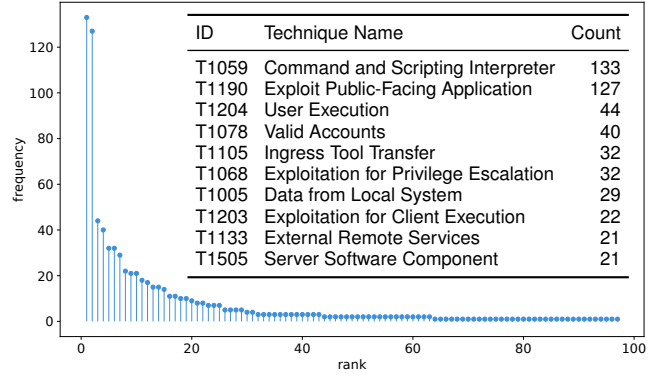 ID Technique Name Count
T1059 Command and Scripting Interpreter 133
T1190 Exploit Public-Facing Application 127
T1204 User Execution 44
T1078 Valid Accounts 40
T1105 Ingress Tool Transfer 32
T1068 Exploitation for Privilege Escalation 32
T1005 Data from Local System 29
T1203 Exploitation for Client Execution 22
T1133 External Remote Services 21
T1505 Server Software Component 21
frequency
120
100
80
60
40
20
0
0 20 40 60 80 100
rank